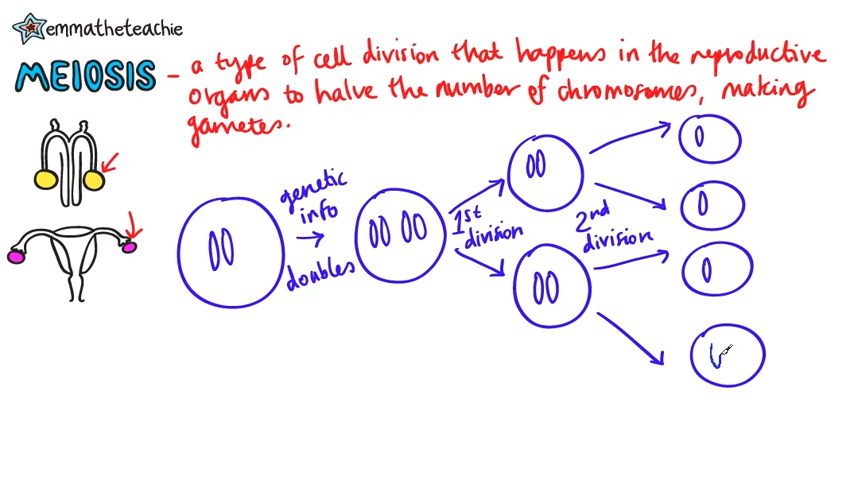 emmatheteachie
MEIOSIS - a type of cell division that happens in the reproductive
organs to halve the number of chromosomes, making
gametes.
genetic
info
doubles
1st
division
2nd
division